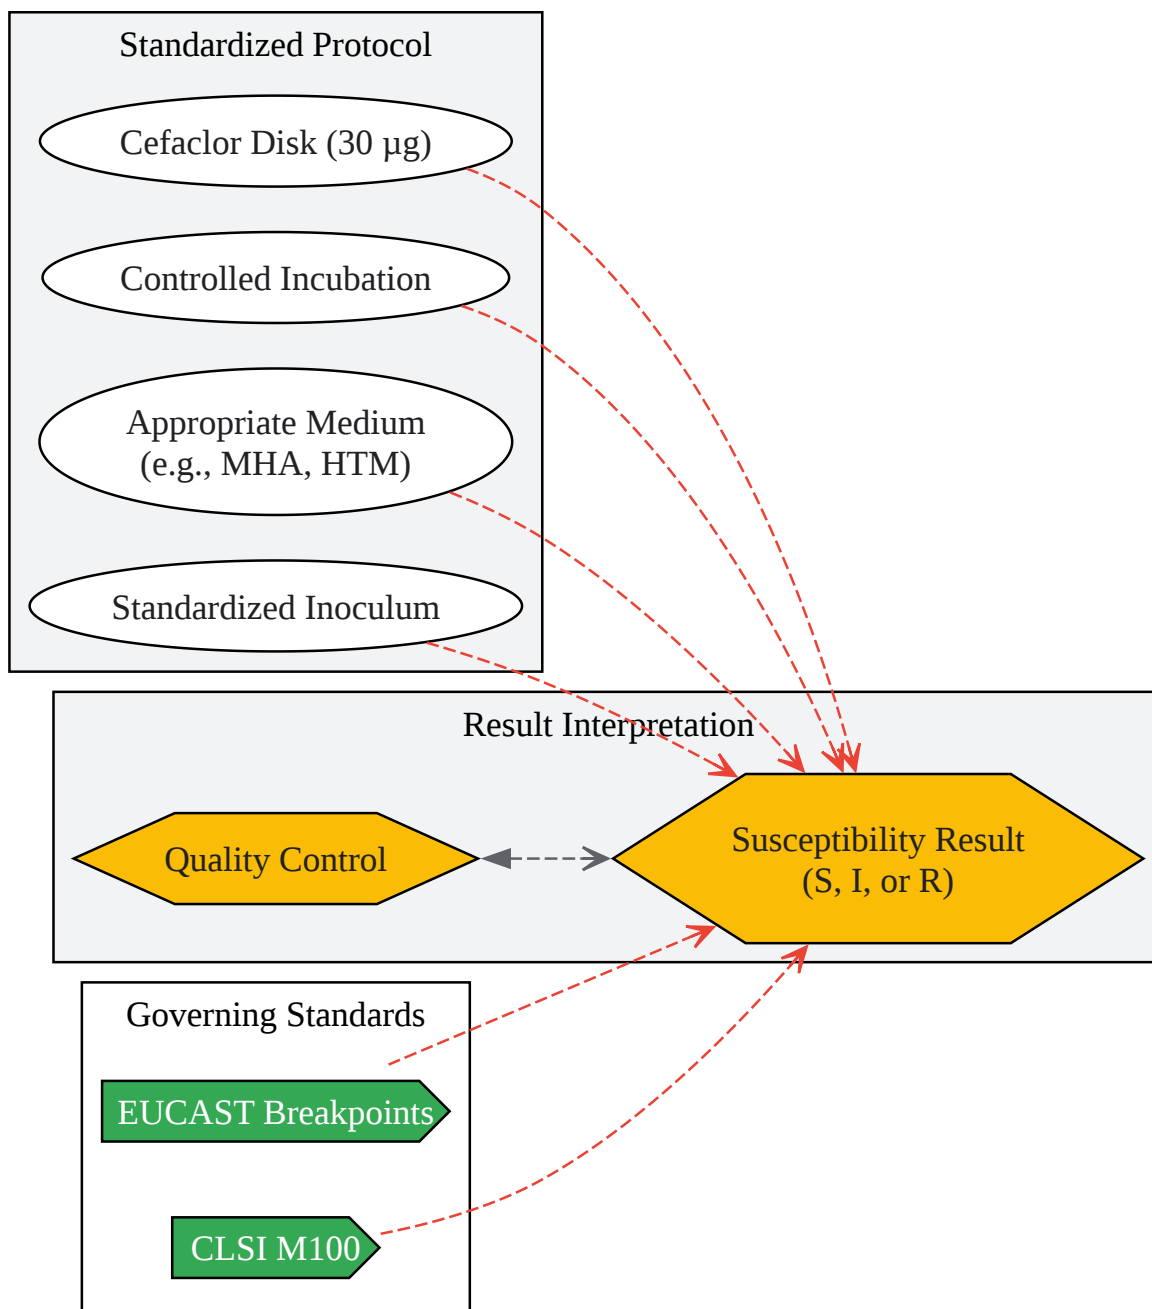 Standardized Protocol
Cefaclor Disk (30 µg)
Controlled Incubation
Appropriate Medium
(e.g., MHA, HTM)
Standardized Inoculum
Result Interpretation
Quality Control
Susceptibility Result
(S, I, or R)
Governing Standards
EUCAST Breakpoints
CLSI M100